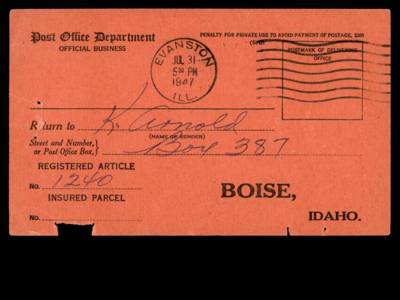 Post Office Department
OFFICIAL BUSINESS
PENALTY FOR PRIVATE USE TO AVOID PAYMENT OF POSTAGE, $300
(GPO)
POSTMARK OF DELIVERING
OFFICE
EVANSTON
JUL 31
5 30 PM
1947
ILL.
Return to K. Arnold
(NAME OF SENDER)
Street and Number,
or Post Office Box,} Box 387
REGISTERED ARTICLE
No. 1240
INSURED PARCEL
No.
BOISE,
IDAHO.